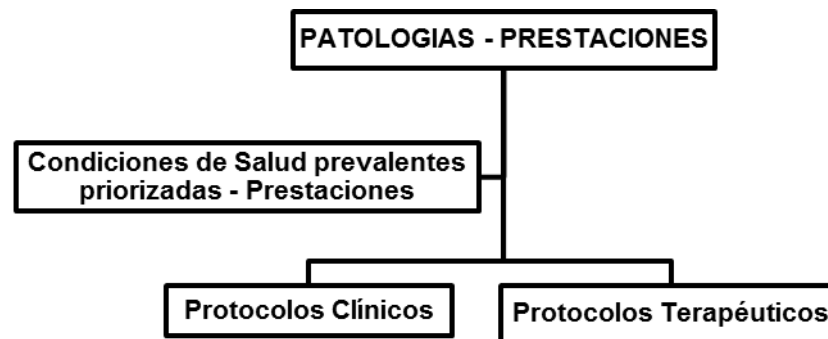 PATOLOGIAS - PRESTACIONES
Condiciones de Salud prevalentes
priorizadas - Prestaciones
Protocolos Clínicos
Protocolos Terapéuticos